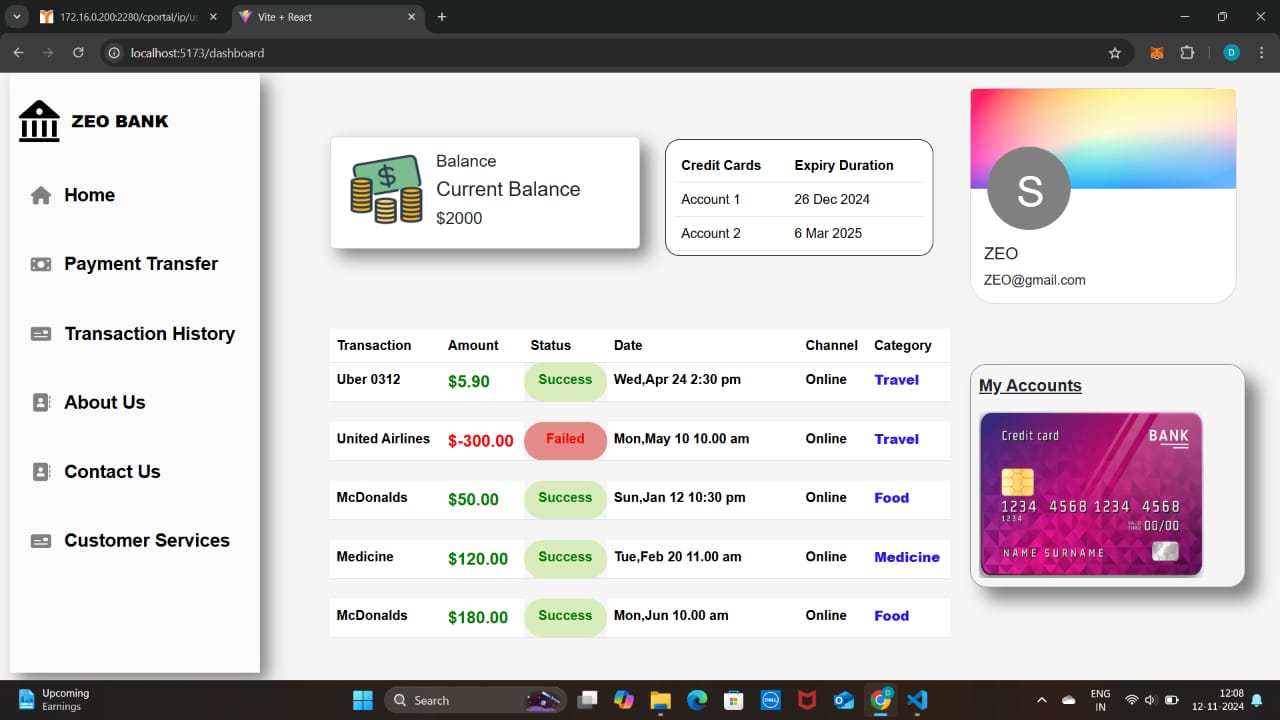 172.16.0.200:2280/cportal/ip/us
Vite + React
localhost:5173/dashboard
D
ZEO BANK
Home
Payment Transfer
Transaction History
About Us
Contact Us
Customer Services
Balance
Current Balance
$2000
Credit Cards Expiry Duration
Account 1 26 Dec 2024
Account 2 6 Mar 2025
S
ZEO
ZEO@gmail.com
Transaction Amount Status Date Channel Category
Uber 0312 $5.90 Success Wed,Apr 24 2:30 pm Online Travel
United Airlines $-300.00 Failed Mon,May 10 10.00 am Online Travel
McDonalds $50.00 Success Sun,Jan 12 10:30 pm Online Food
Medicine $120.00 Success Tue,Feb 20 11.00 am Online Medicine
McDonalds $180.00 Success Mon,Jun 10.00 am Online Food
My Accounts
Credit card BANK
1234 4568 1234 4568
1234
VALID THRU 00/00
NAME SURNAME
Upcoming
Earnings
Search
DELL
D
ENG
IN
12:08
12-11-2024